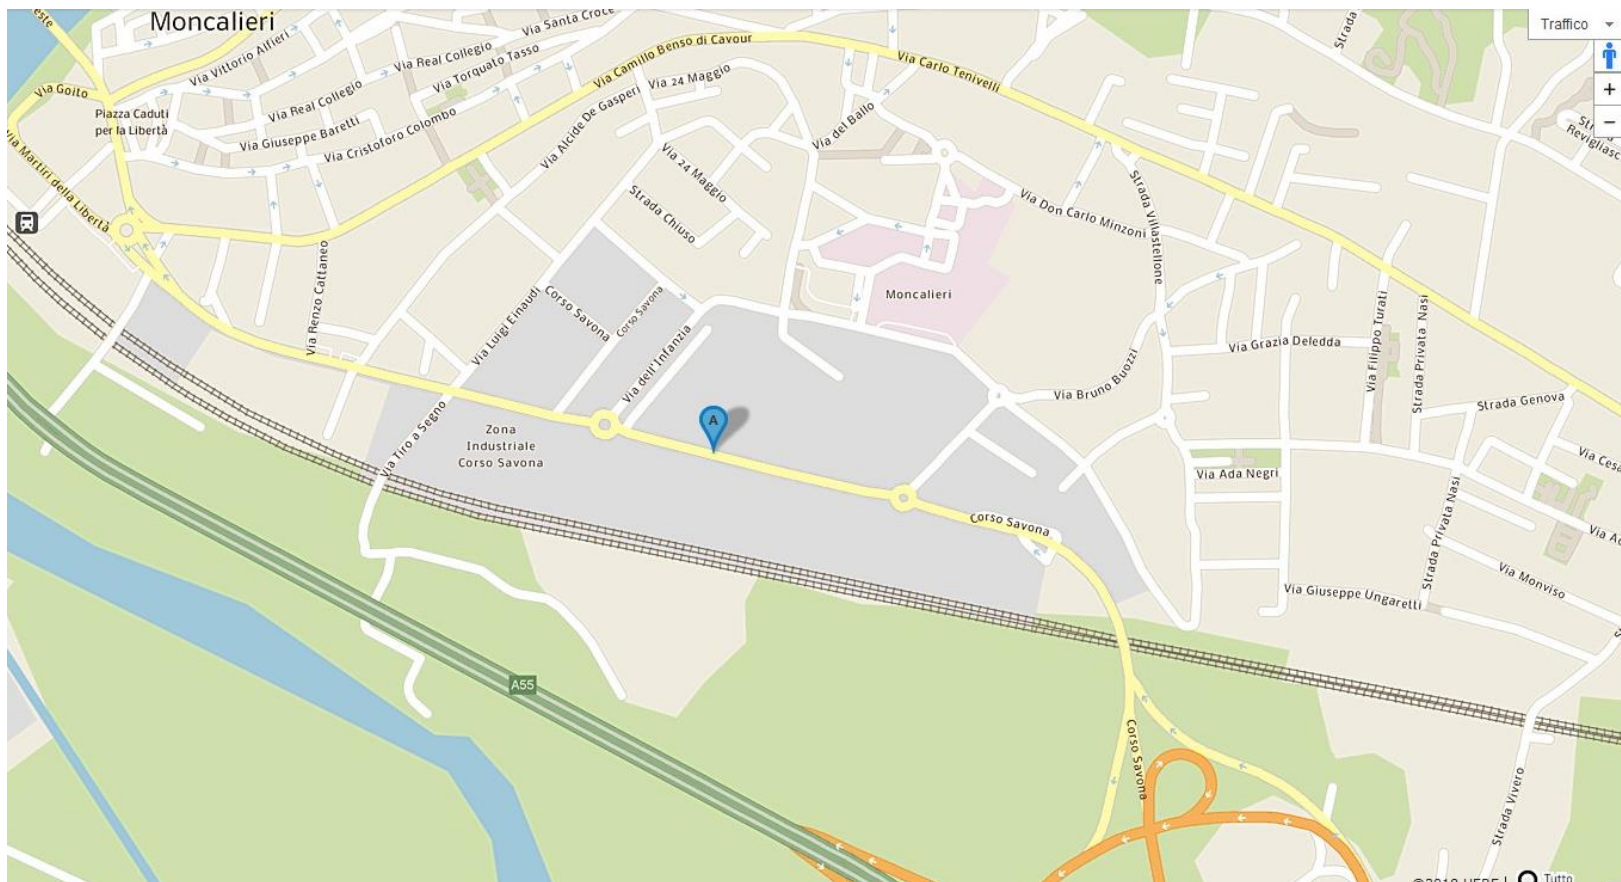 Moncalieri
Traffico
Via Santa Croce
Via Vittorio Alfieri
Via Real Collegio
Via Torquato Tasso
Via Camillo Benso di Cavour
Via Carlo Tenivelli
Strada
Via Goito
Piazza Caduti
per la Libertà
Via Real Collegio
Via Giuseppe Baretti
Via Cristoforo Colombo
Via Alcide De Gasperi
Via 24 Maggio
Via del Ballo
+
−
Revigliasc
Via Martiri della Libertà
Via 24 Maggio
Strada Chiuso
Via Don Carlo Minzoni
Strada Villastellone
Via Renzo Cattaneo
Via Luigi Einaudi
Corso Savona
Corso Savona
Via dell'Infanzia
Moncalieri
Via Grazia Deledda
Via Filippo Turati
Strada Privata Nasi
Via Bruno Buozzi
Strada Genova
A
Via Tiro a Segno
Zona
Industriale
Corso Savona
Via Ada Negri
Via Cesa
Corso Savona
Strada Privata Nasi
Via Monviso
Via Giuseppe Ungaretti
A55
Corso Savona
Strada Vivero
Tutto